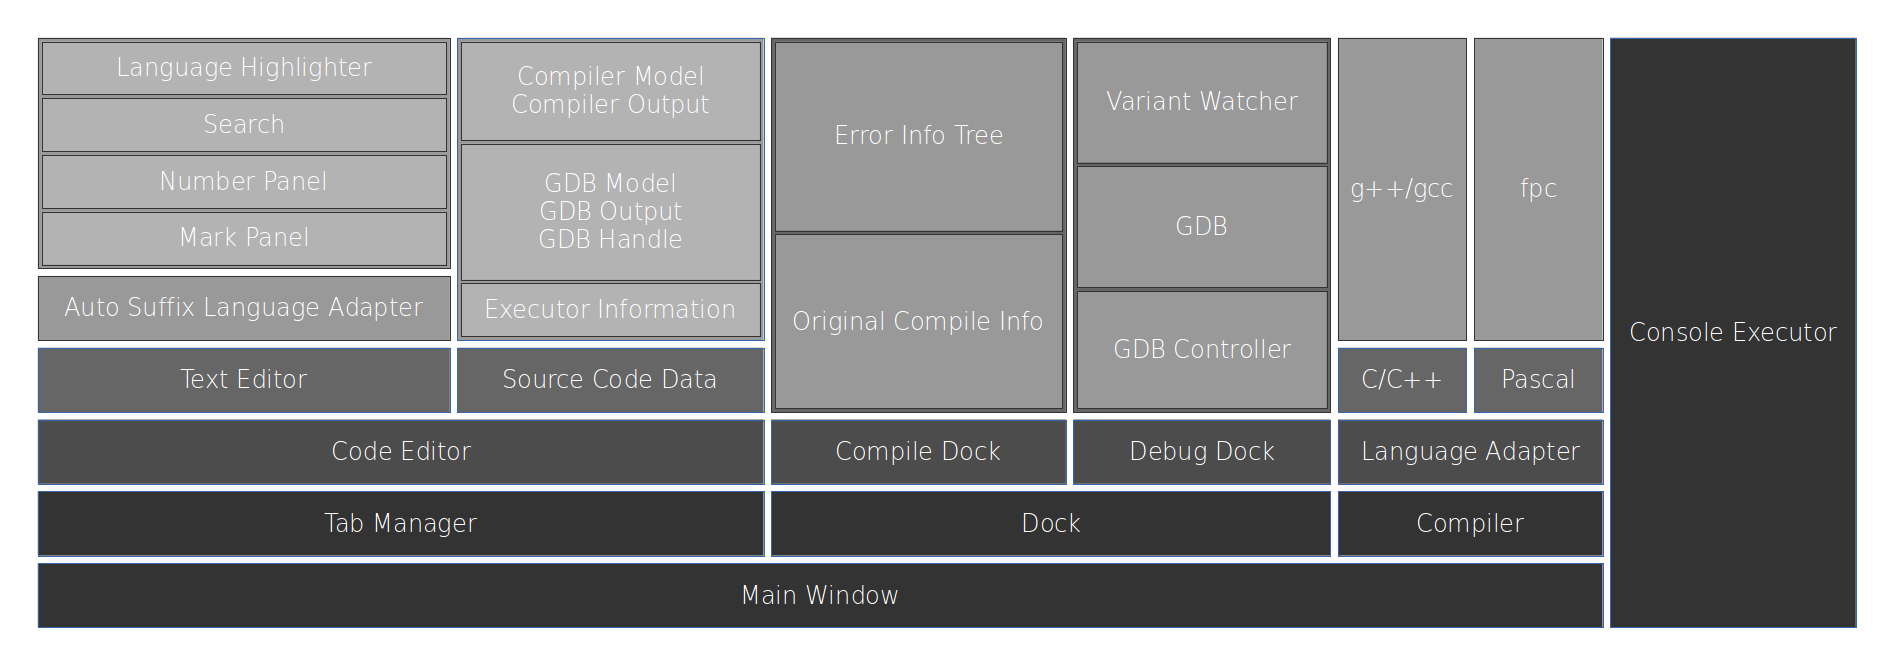 Language Highlighter
Search
Number Panel
Mark Panel
Auto Suffix Language Adapter
Text Editor
Compiler Model
Compiler Output
GDB Model
GDB Output
GDB Handle
Executor Information
Source Code Data
Code Editor
Tab Manager
Error Info Tree
Original Compile Info
Compile Dock
Variant Watcher
GDB
GDB Controller
Debug Dock
Dock
g++/gcc
fpc
C/C++
Pascal
Language Adapter
Compiler
Main Window
Console Executor